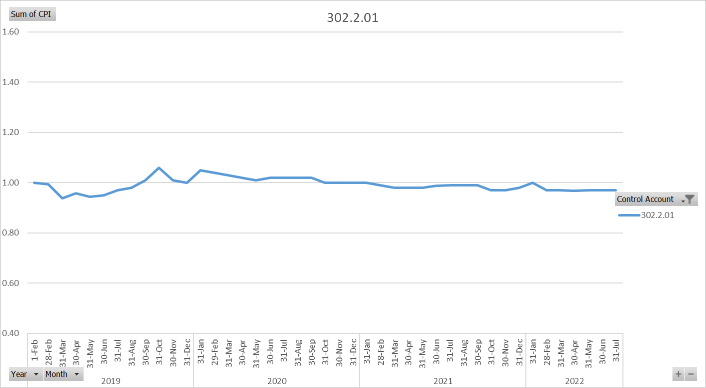 Sum of CPI
302.2.01
1.60
1.40
1.20
1.00
0.80
0.60
0.40
Control Account
302.2.01
1-Feb
28-Feb
31-Mar
30-Apr
31-May
30-Jun
31-Jul
31-Aug
30-Sep
31-Oct
30-Nov
31-Dec
31-Jan
29-Feb
31-Mar
30-Apr
31-May
30-Jun
31-Jul
31-Aug
30-Sep
31-Oct
30-Nov
31-Dec
31-Jan
28-Feb
31-Mar
30-Apr
31-May
30-Jun
31-Jul
31-Aug
30-Sep
31-Oct
30-Nov
31-Dec
31-Jan
28-Feb
31-Mar
30-Apr
31-May
30-Jun
31-Jul
2019
2020
2021
2022
Year
Month